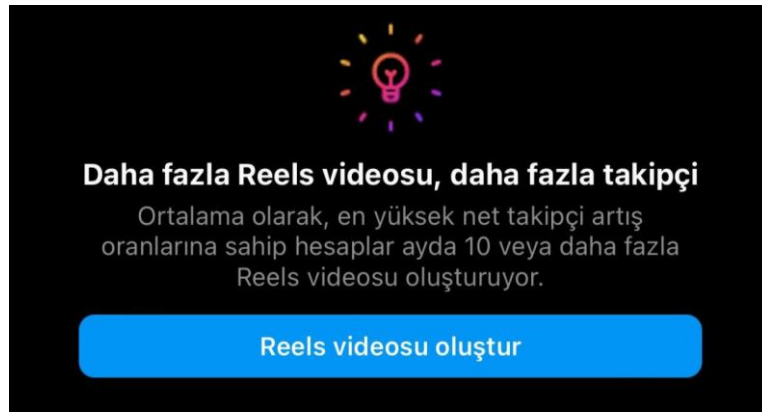 Daha fazla Reels videosu, daha fazla takipçi
Ortalama olarak, en yüksek net takipçi artış
oranlarına sahip hesaplar ayda 10 veya daha fazla
Reels videosu oluşturuyor.
Reels videosu oluştur